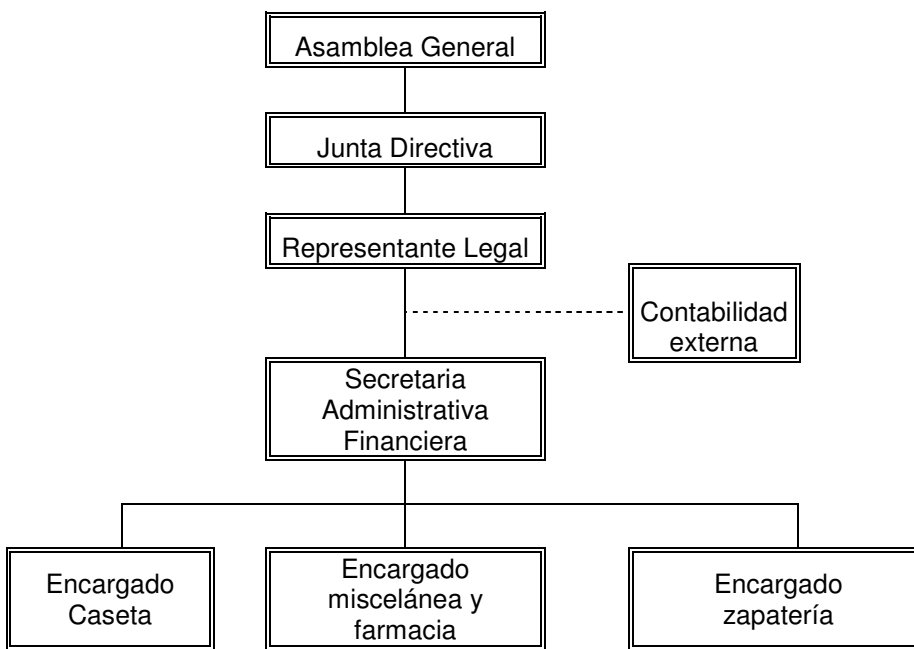 Asamblea General
Junta Directiva
Representante Legal
Contabilidad
externa
Secretaria
Administrativa
Financiera
Encargado
Caseta
Encargado
miscelánea y
farmacia
Encargado
zapatería